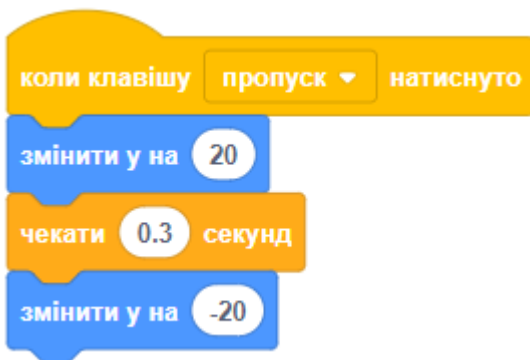 коли клавішу пропуск натиснуто
змінити y на 20
чекати 0.3 секунд
змінити y на -20